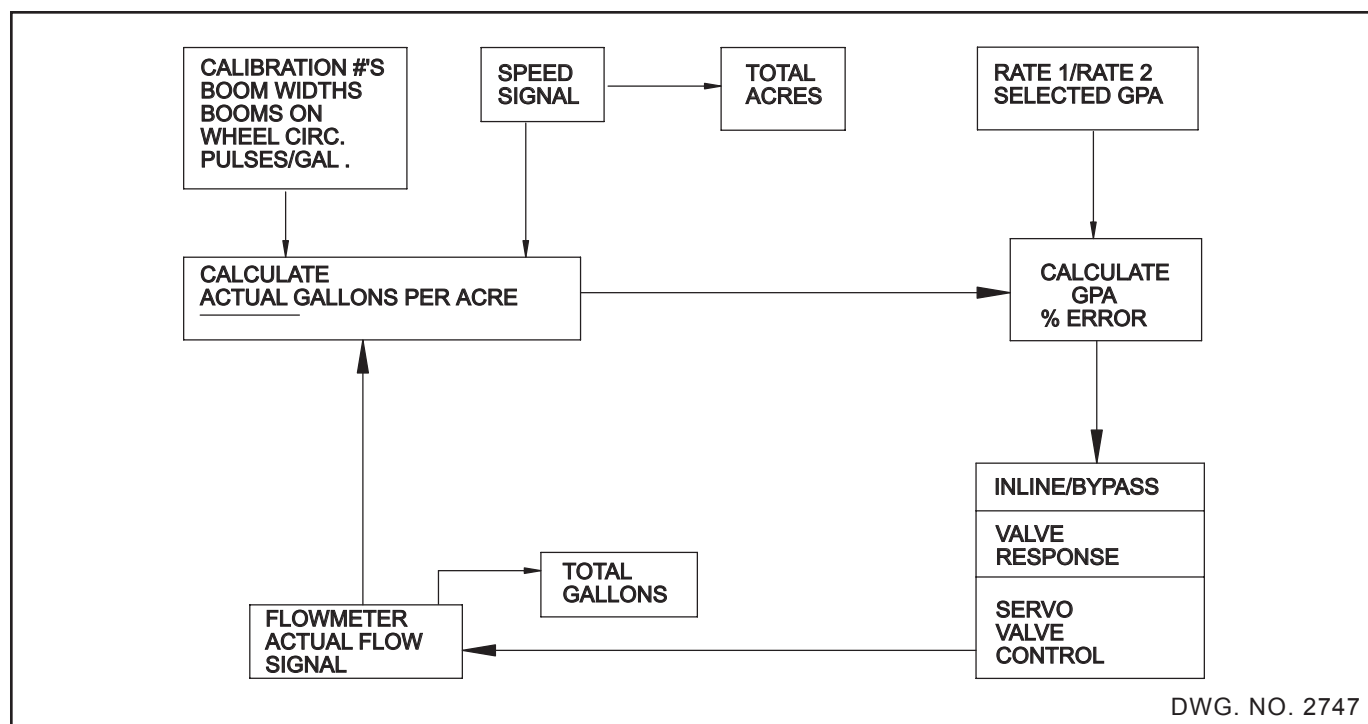 CALIBRATION #'S
BOOM WIDTHS
BOOMS ON
WHEEL CIRC.
PULSES/GAL .
SPEED
SIGNAL
TOTAL
ACRES
RATE 1/RATE 2
SELECTED GPA
CALCULATE
ACTUAL GALLONS PER ACRE
CALCULATE
GPA
% ERROR
INLINE/BYPASS
VALVE
RESPONSE
SERVO
VALVE
CONTROL
TOTAL
GALLONS
FLOWMETER
ACTUAL FLOW
SIGNAL
DWG. NO. 2747